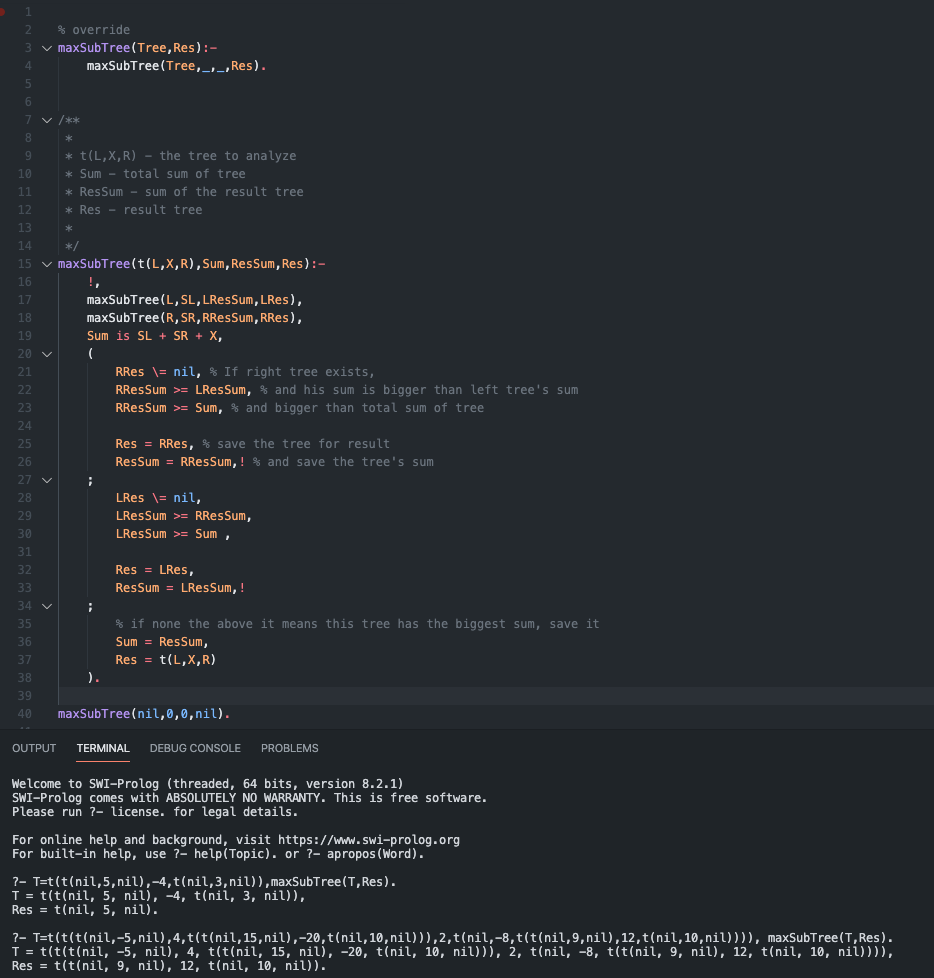 1
2 % override
3 maxSubTree(Tree,Res):-
4 maxSubTree(Tree,_,_,Res).
5
6
7 /**
8 *
9 * t(L,X,R) – the tree to analyze
10 * Sum – total sum of tree
11 * ResSum – sum of the result tree
12 * Res – result tree
13 *
14 */
15 maxSubTree(t(L,X,R),Sum,ResSum,Res):-
16 !,
17 maxSubTree(L,SL,LResSum,LRes),
18 maxSubTree(R,SR,RResSum,RRes),
19 Sum is SL + SR + X,
20 (
21 RRes \= nil, % If right tree exists,
22 RResSum >= LResSum, % and his sum is bigger than left tree's sum
23 RResSum >= Sum, % and bigger than total sum of tree
24
25 Res = RRes, % save the tree for result
26 ResSum = RResSum,! % and save the tree's sum
27 ;
28 LRes \= nil,
29 LResSum >= RResSum,
30 LResSum >= Sum ,
31
32 Res = LRes,
33 ResSum = LResSum,!
34 ;
35 % if none the above it means this tree has the biggest sum, save it
36 Sum = ResSum,
37 Res = t(L,X,R)
38 ).
39
40 maxSubTree(nil,0,0,nil).
OUTPUT TERMINAL DEBUG CONSOLE PROBLEMS
Welcome to SWI-Prolog (threaded, 64 bits, version 8.2.1)
SWI-Prolog comes with ABSOLUTELY NO WARRANTY. This is free software.
Please run ?- license. for legal details.
For online help and background, visit https://www.swi-prolog.org
For built-in help, use ?- help(Topic). or ?- apropos(Word).
?- T=t(t(nil,5,nil),-4,t(nil,3,nil)),maxSubTree(T,Res).
T = t(t(nil, 5, nil), -4, t(nil, 3, nil)),
Res = t(nil, 5, nil).
?- T=t(t(t(nil,-5,nil),4,t(t(nil,15,nil),-20,t(nil,10,nil))),2,t(nil,-8,t(t(nil,9,nil),12,t(nil,10,nil)))), maxSubTree(T,Res).
T = t(t(t(nil, -5, nil), 4, t(t(nil, 15, nil), -20, t(nil, 10, nil))), 2, t(nil, -8, t(t(nil, 9, nil), 12, t(nil, 10, nil)))),
Res = t(t(nil, 9, nil), 12, t(nil, 10, nil)).